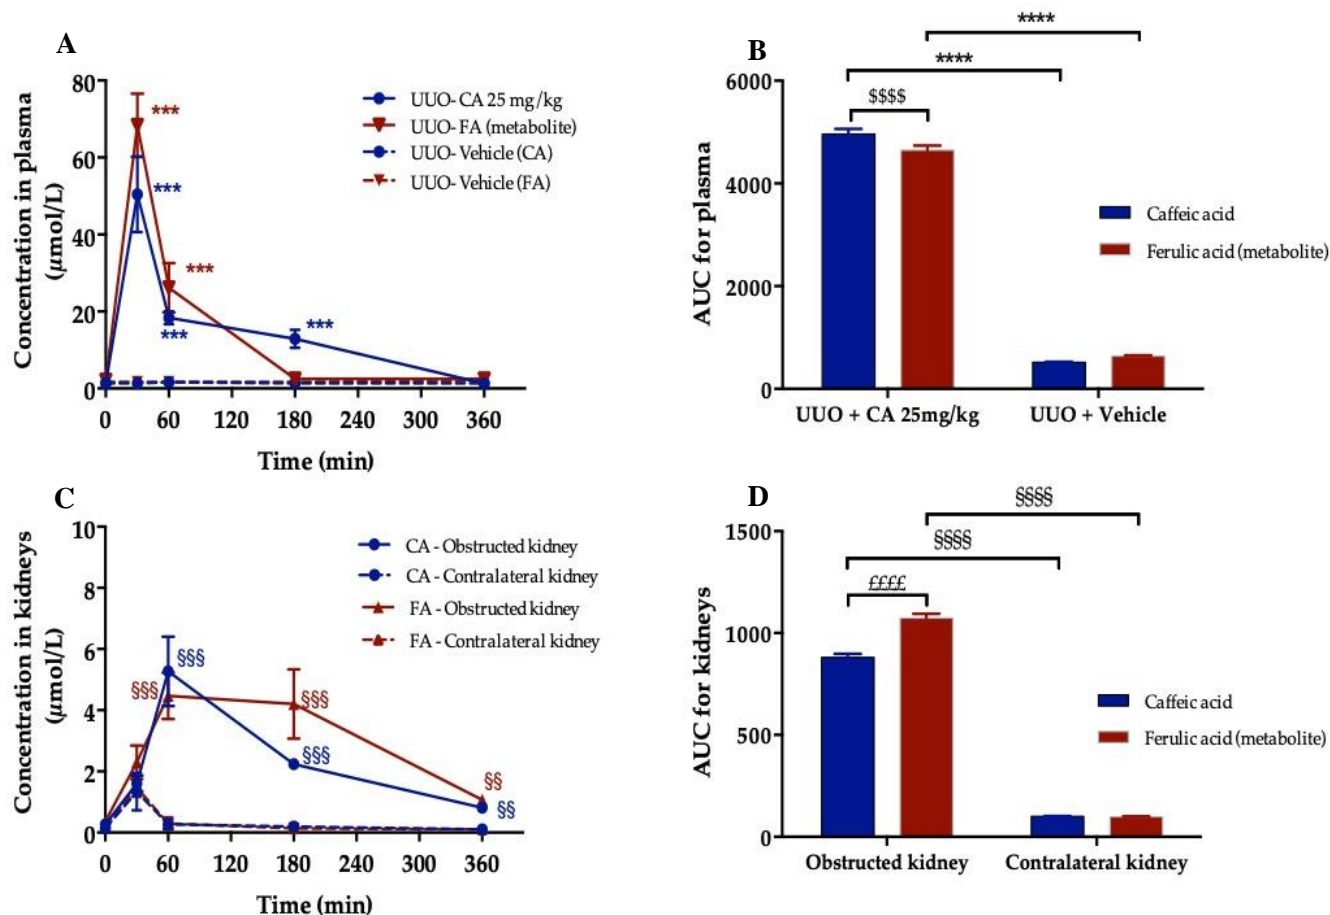 A
Concentration in plasma
(µmol/L)
80
60
40
20
0
0 60 120 180 240 300 360
Time (min)
UUO- CA 25 mg/kg
UUO- FA (metabolite)
UUO- Vehicle (CA)
UUO- Vehicle (FA)
***
***
***
***
***
B
AUC for plasma
6000
4000
2000
0
****
****
$$$$
Caffeic acid
Ferulic acid (metabolite)
UUO + CA 25mg/kg
UUO + Vehicle
C
Concentration in kidneys
(µmol/L)
10
8
6
4
2
0
0 60 120 180 240 300 360
Time (min)
CA - Obstructed kidney
CA - Contralateral kidney
FA - Obstructed kidney
FA - Contralateral kidney
§§§
§§§
§§§
§§§
§§
§§
D
AUC for kidneys
1500
1000
500
0
§§§§
§§§§
££££
Caffeic acid
Ferulic acid (metabolite)
Obstructed kidney
Contralateral kidney